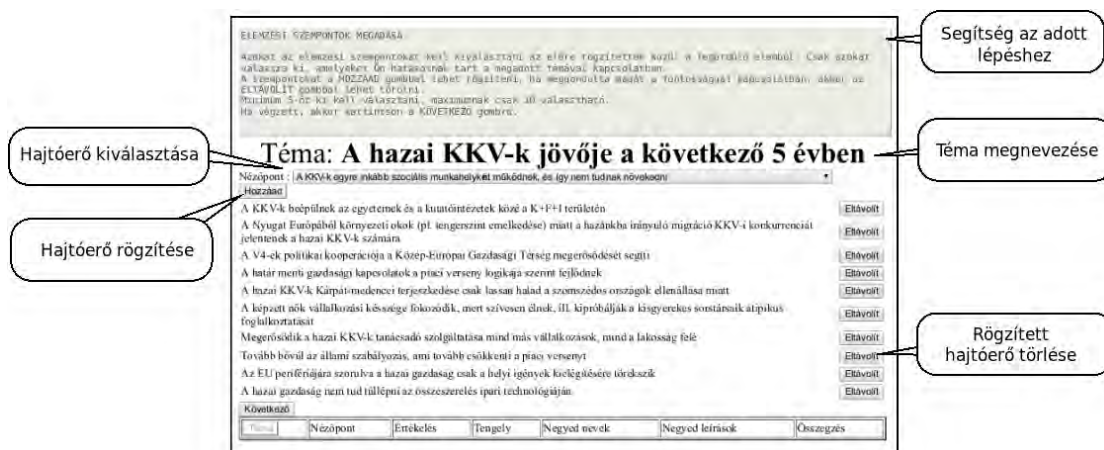 ELEMZÉSI SZEMPONTOK MEGADÁSA
Azokat az elemzési szempontokat kell kiválasztani az előre rögzítettek közül a legördülő elemből. Csak azokat
válassza ki, amelyeket Ön hatásosnak tart a megadott témával kapcsolatban.
A szempontokat a HOZZÁAD gombbal lehet rögzíteni, ha meggondolta magát a fontosságuk kapcsolatban, akkor az
ELTÁVOLÍT gombbal lehet törölni.
Minimum 5-öt ki kell választani, maximumnak csak 10 választható.
Ha végzett, akkor kattintson a KÖVETKEZŐ gombra.
Segítség az adott
lépéshez
Hajtóerő kiválasztása
Téma: A hazai KKV-k jövője a következő 5 évben
Téma megnevezése
Nézőpont : A KKV-k egyre inkább szociális munkahelyként működnek, és így nem tudnak növekedni
Hozzáad
Hajtóerő rögzítése
A KKV-k beépülnek az egyetemek és a kutatóintézetek közé a K+F+I területén Eltávolít
A Nyugat Európából környezeti okok (pl. tengerszint emelkedése) miatt a hazánkba irányuló migráció KKV-i konkurrenciát Eltávolít
jelentenek a hazai KKV-k számára
A V4-ek politikai kooperációja a Közép-Európai Gazdasági Térség megerősödését segíti Eltávolít
A határ menti gazdasági kapcsolatok a piaci verseny logikája szerint fejlődnek Eltávolít
A hazai KKV-k Kárpát-medencei terjeszkedése csak lassan halad a szomszédos országok ellenállása miatt Eltávolít
A képzett nők vállalkozási készsége fokozódik, mert szívesen élnek, ill. kipróbálják a kisgyerekes sorstársaik atipikus Eltávolít
foglalkoztatását
Megerősödik a hazai KKV-k tanácsadó szolgáltatása mind más vállalkozások, mind a lakosság felé Eltávolít
Tovább bővül az állami szabályozás, ami tovább csökkenti a piaci versenyt Eltávolít
Rögzített
hajtóerő törlése
Az EU perifériájára szorulva a hazai gazdaság csak a helyi igények kielégítésére törekszik Eltávolít
A hazai gazdaság nem tud túllépni az összeszerelés ipari technológiáján. Eltávolít
Következő
Téma Nézőpont Értékelés Tengely Negyed nevek Negyed leírások Összegzés